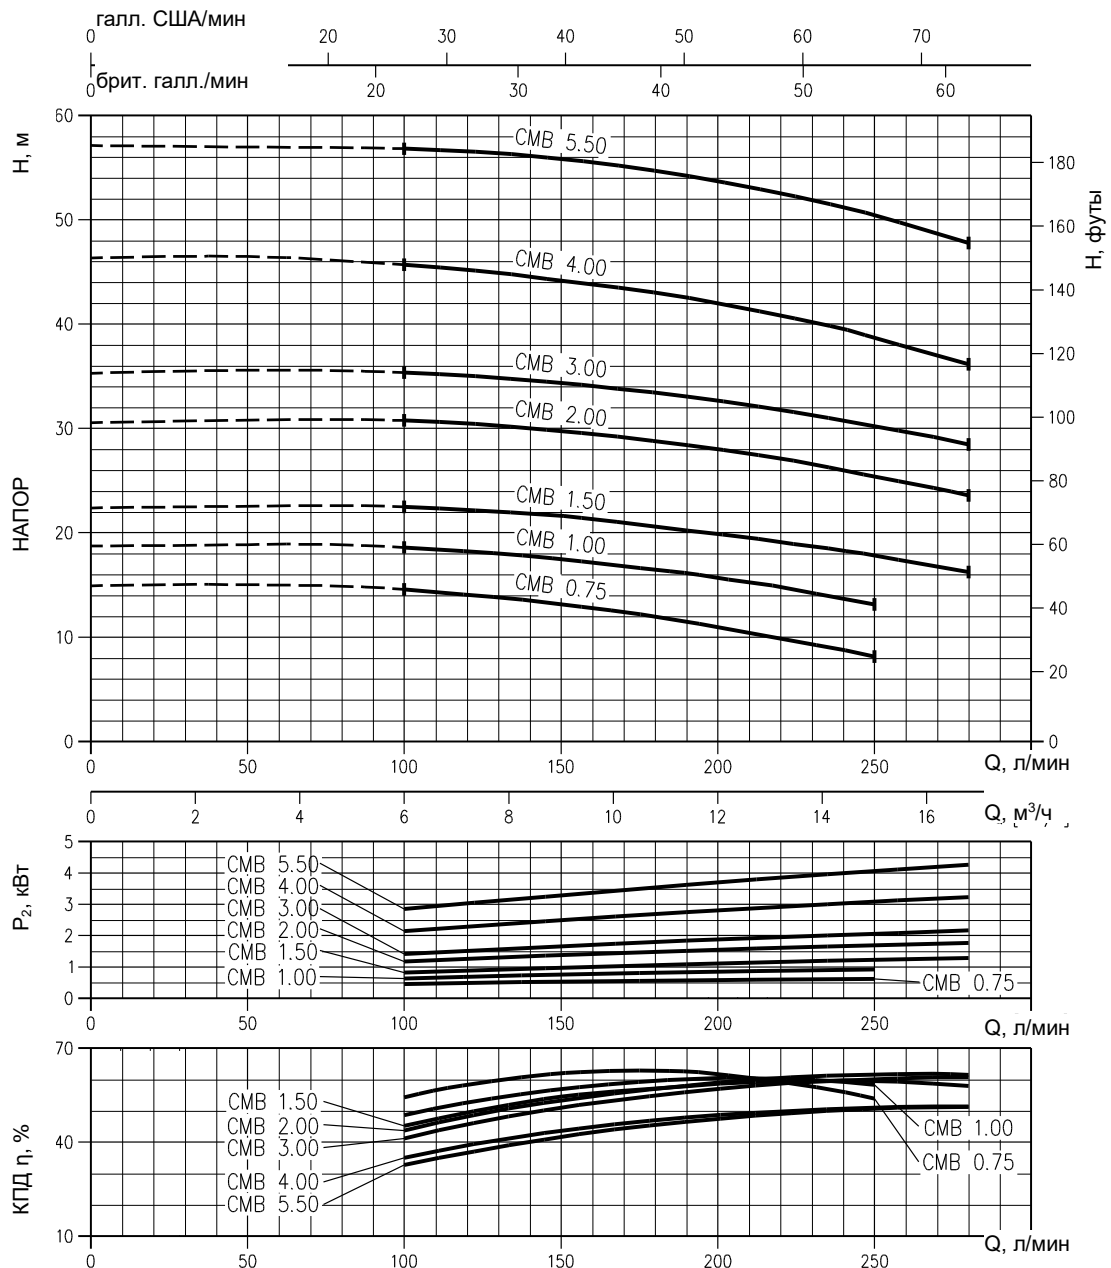 галл. США/мин
0 20 30 40 50 60 70
брит. галл./мин
0 20 30 40 50 60
H, м
60
50
40
30
20
10
0
НАПОР
CMB 5.50
CMB 4.00
CMB 3.00
CMB 2.00
CMB 1.50
CMB 1.00
CMB 0.75
180
160
140
120
100
80
60
40
20
0
H, футы
0 50 100 150 200 250 Q, л/мин
0 2 4 6 8 10 12 14 16 Q, м³/ч
P₂, кВт
5
4
3
2
1
0
CMB 5.50
CMB 4.00
CMB 3.00
CMB 2.00
CMB 1.50
CMB 1.00
CMB 0.75
0 50 100 150 200 250 Q, л/мин
КПД η, %
70
40
10
CMB 1.50
CMB 2.00
CMB 3.00
CMB 4.00
CMB 5.50
CMB 1.00
CMB 0.75
0 50 100 150 200 250 Q, л/мин